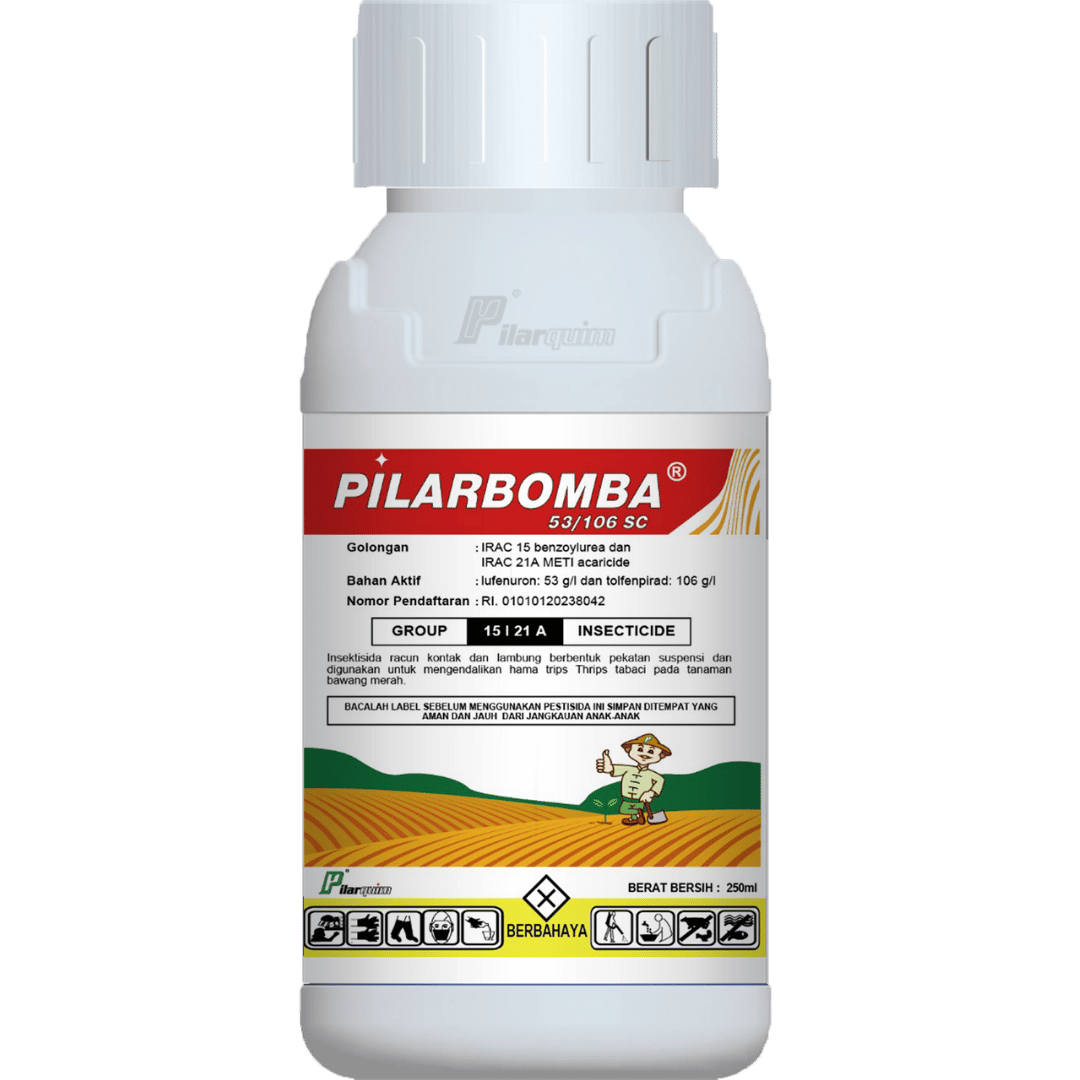 Pilarquim®
PILARBOMBA®
53/106 SC
Golongan : IRAC 15 benzoylurea dan
IRAC 21A METI acaricide
Bahan Aktif : lufenuron: 53 g/l dan tolfenpirad: 106 g/l
Nomor Pendaftaran : RI. 01010120238042
GROUP 15 I 21 A INSECTICIDE
Insektisida racun kontak dan lambung berbentuk pekatan suspensi dan
digunakan untuk mengendalikan hama trips Thrips tabaci pada tanaman
bawang merah.
BACALAH LABEL SEBELUM MENGGUNAKAN PESTISIDA INI SIMPAN DITEMPAT YANG
AMAN DAN JAUH DARI JANGKAUAN ANAK-ANAK
Pilarquim®
BERAT BERSIH : 250ml
BERBAHAYA